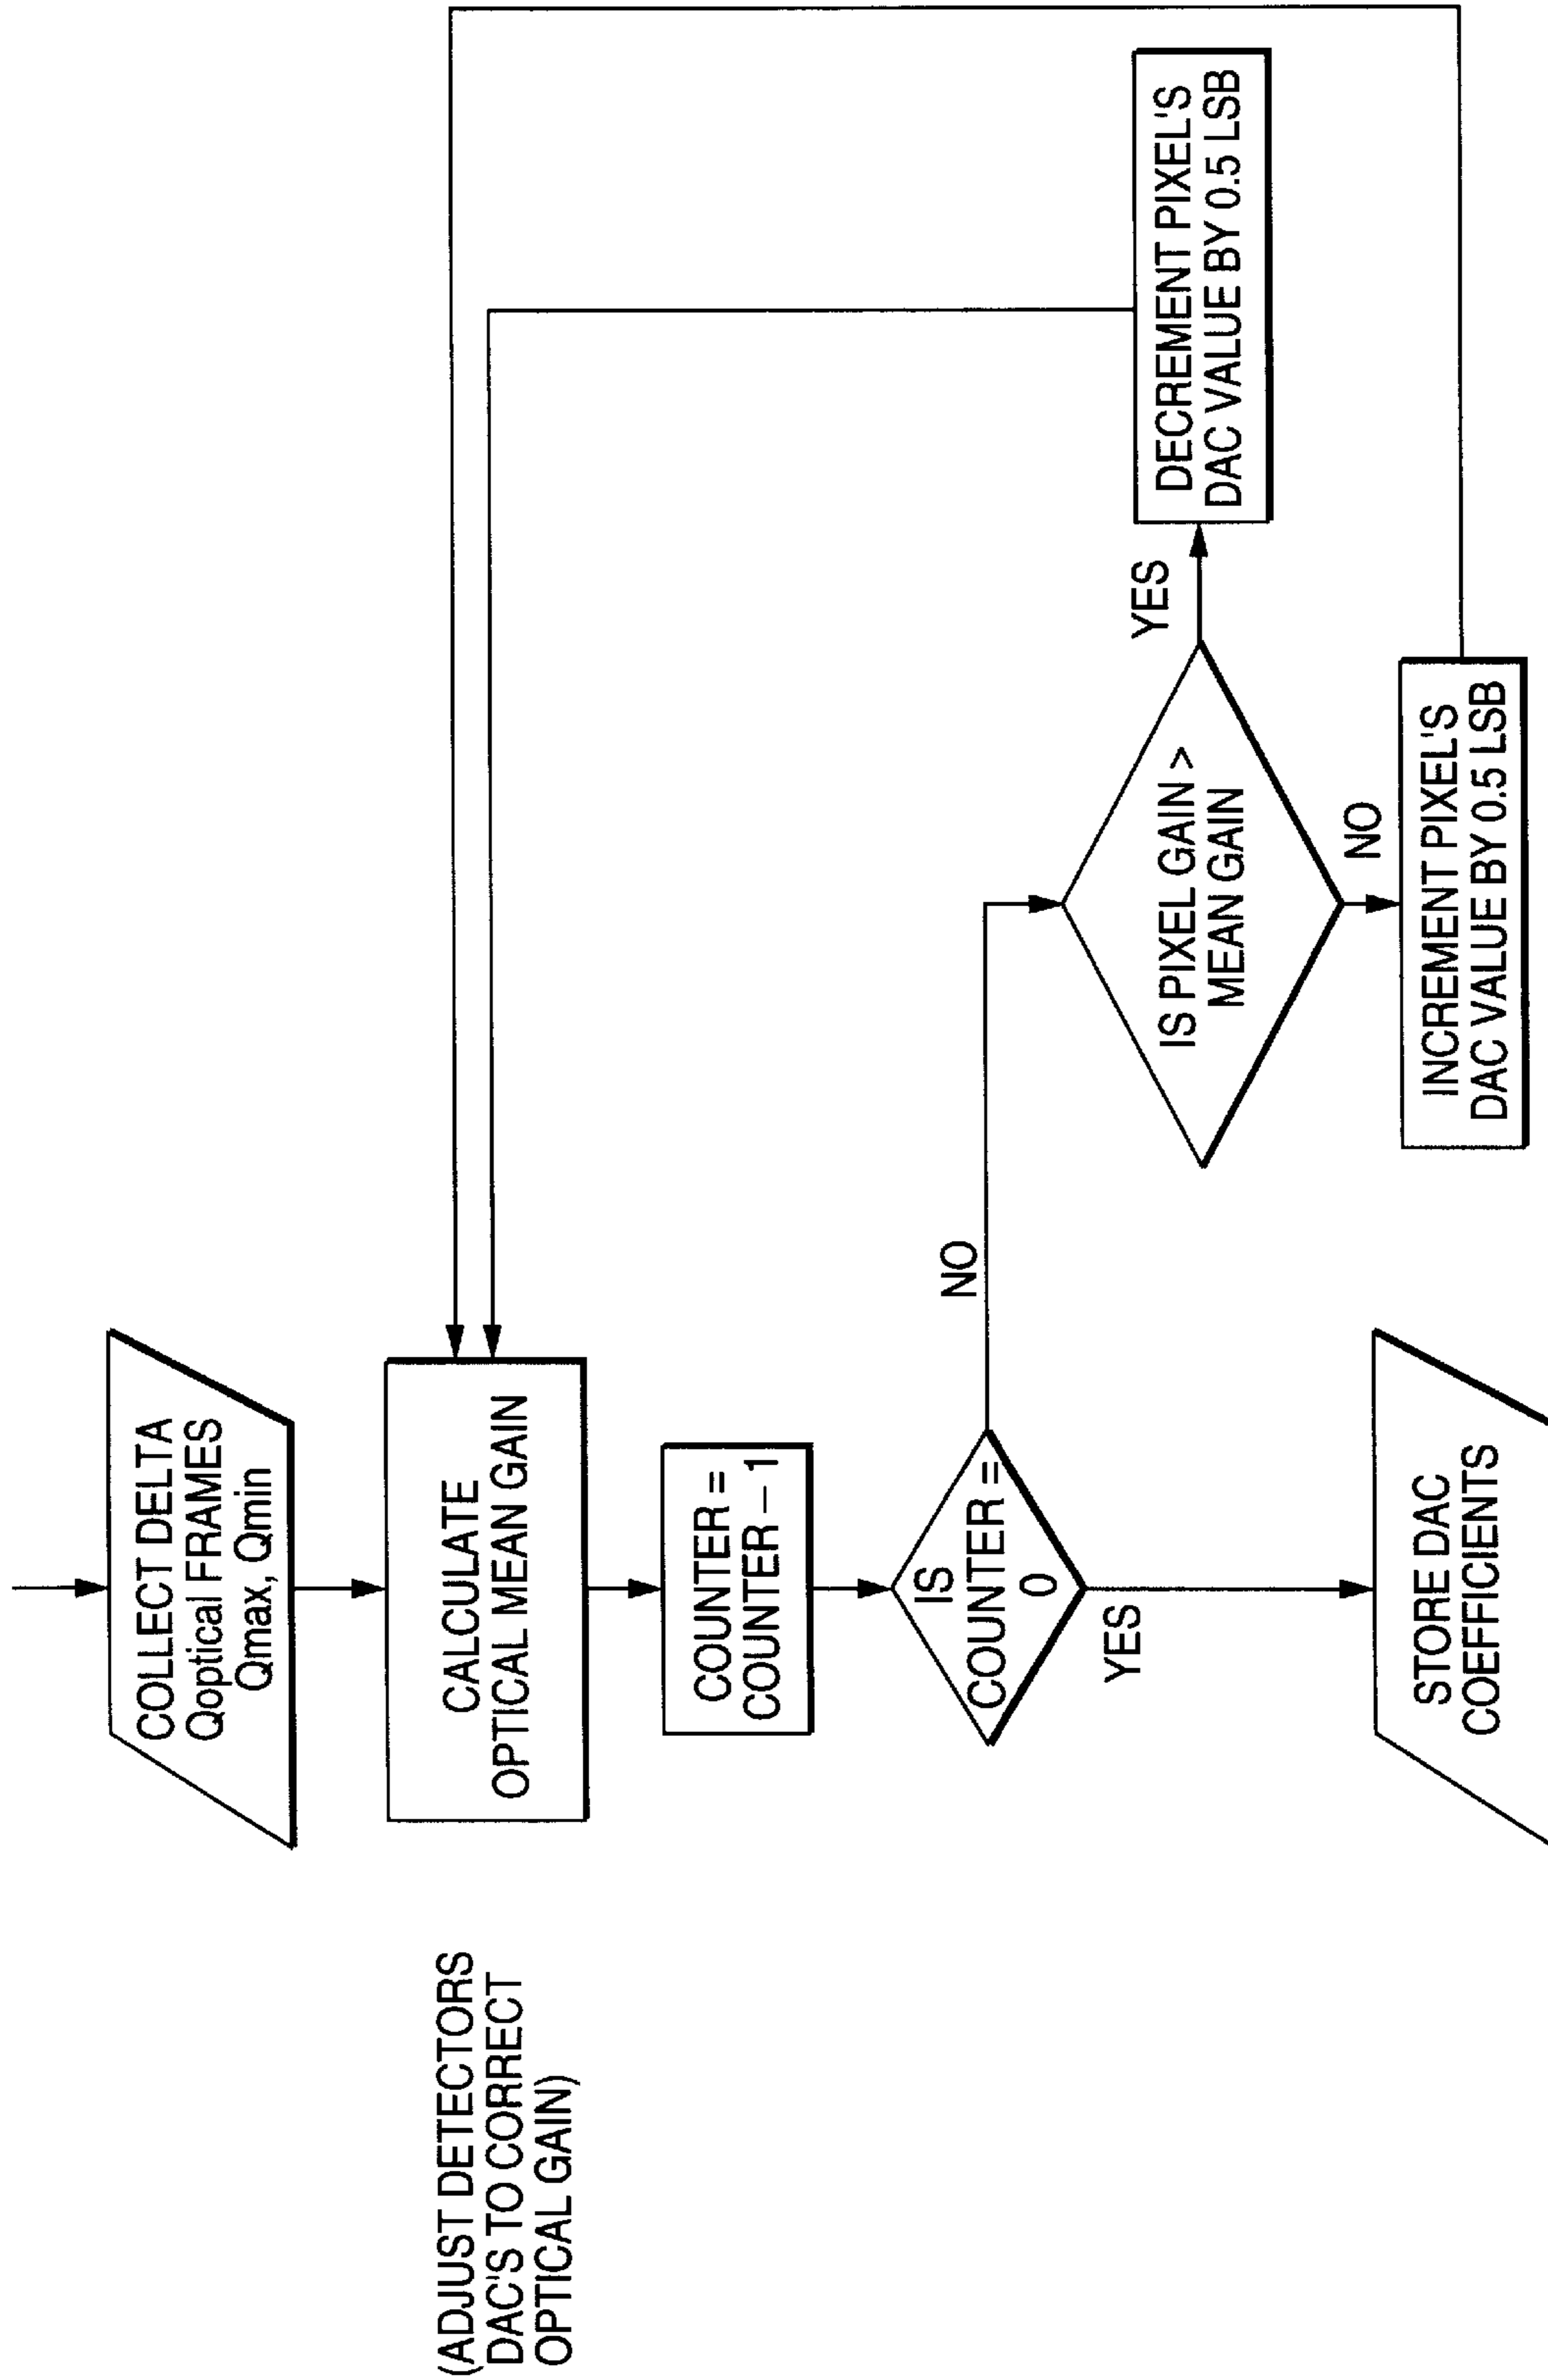 COLLECT DELTA
Qoptical FRAMES
Qmax, Qmin
(ADJUST DETECTORS
DAC'S TO CORRECT
OPTICAL GAIN)
CALCULATE
OPTICAL MEAN GAIN
COUNTER =
COUNTER – 1
IS
COUNTER =
0
NO
YES
IS PIXEL GAIN >
MEAN GAIN
YES
DECREMENT PIXEL'S
DAC VALUE BY 0.5 LSB
NO
INCREMENT PIXEL'S
DAC VALUE BY 0.5 LSB
STORE DAC
COEFFICIENTS